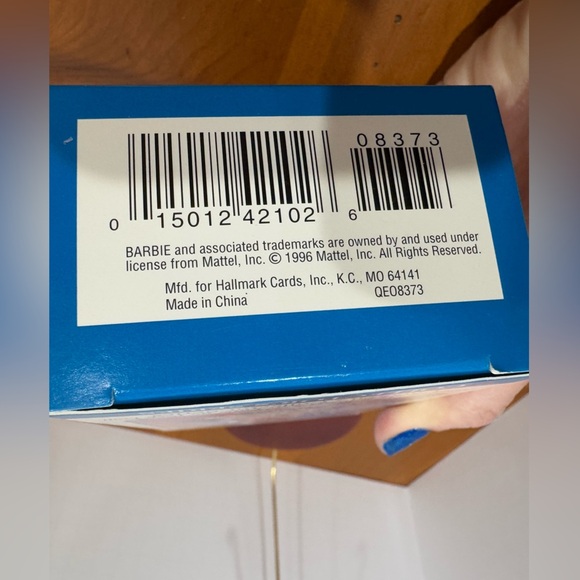 08373
0 15012 42102 6
BARBIE and associated trademarks are owned by and used under
license from Mattel, Inc. © 1996 Mattel, Inc. All Rights Reserved.
Mfd. for Hallmark Cards, Inc., K.C., MO 64141
Made in China QEO8373